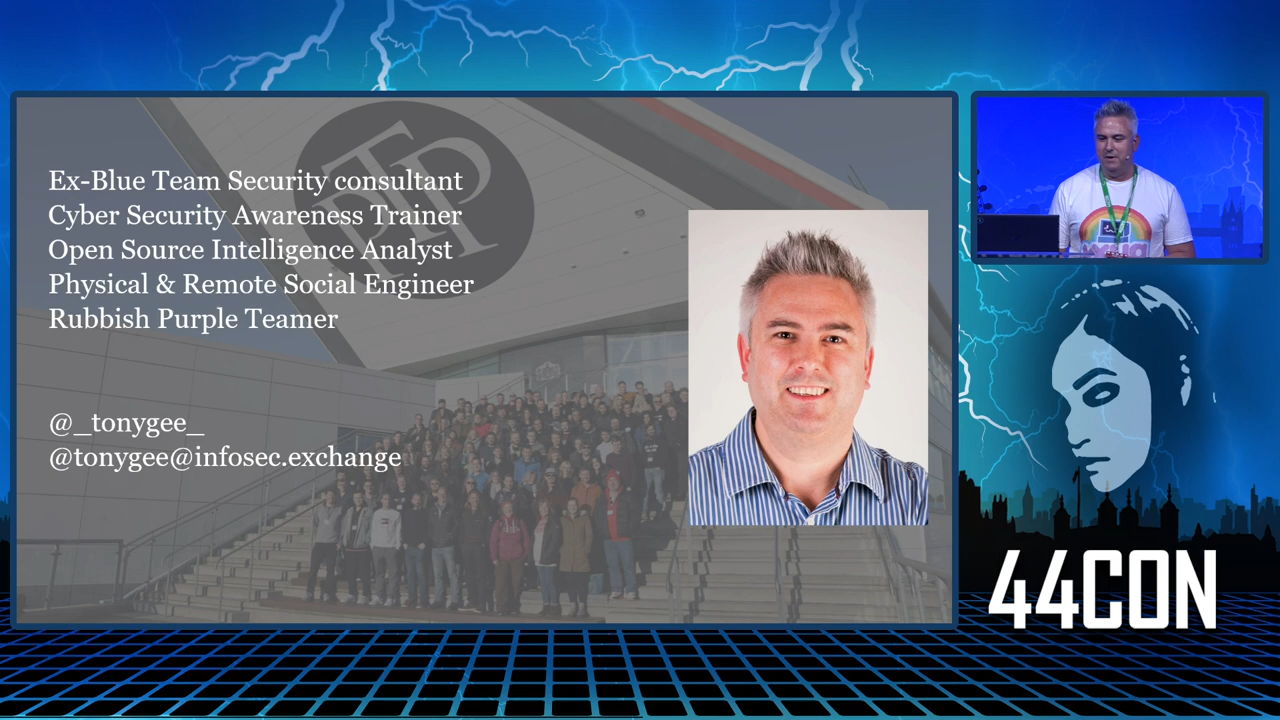 Ex-Blue Team Security consultant
Cyber Security Awareness Trainer
Open Source Intelligence Analyst
Physical & Remote Social Engineer
Rubbish Purple Teamer
@_tonygee_
@tonygee@infosec.exchange
PTP
44CON